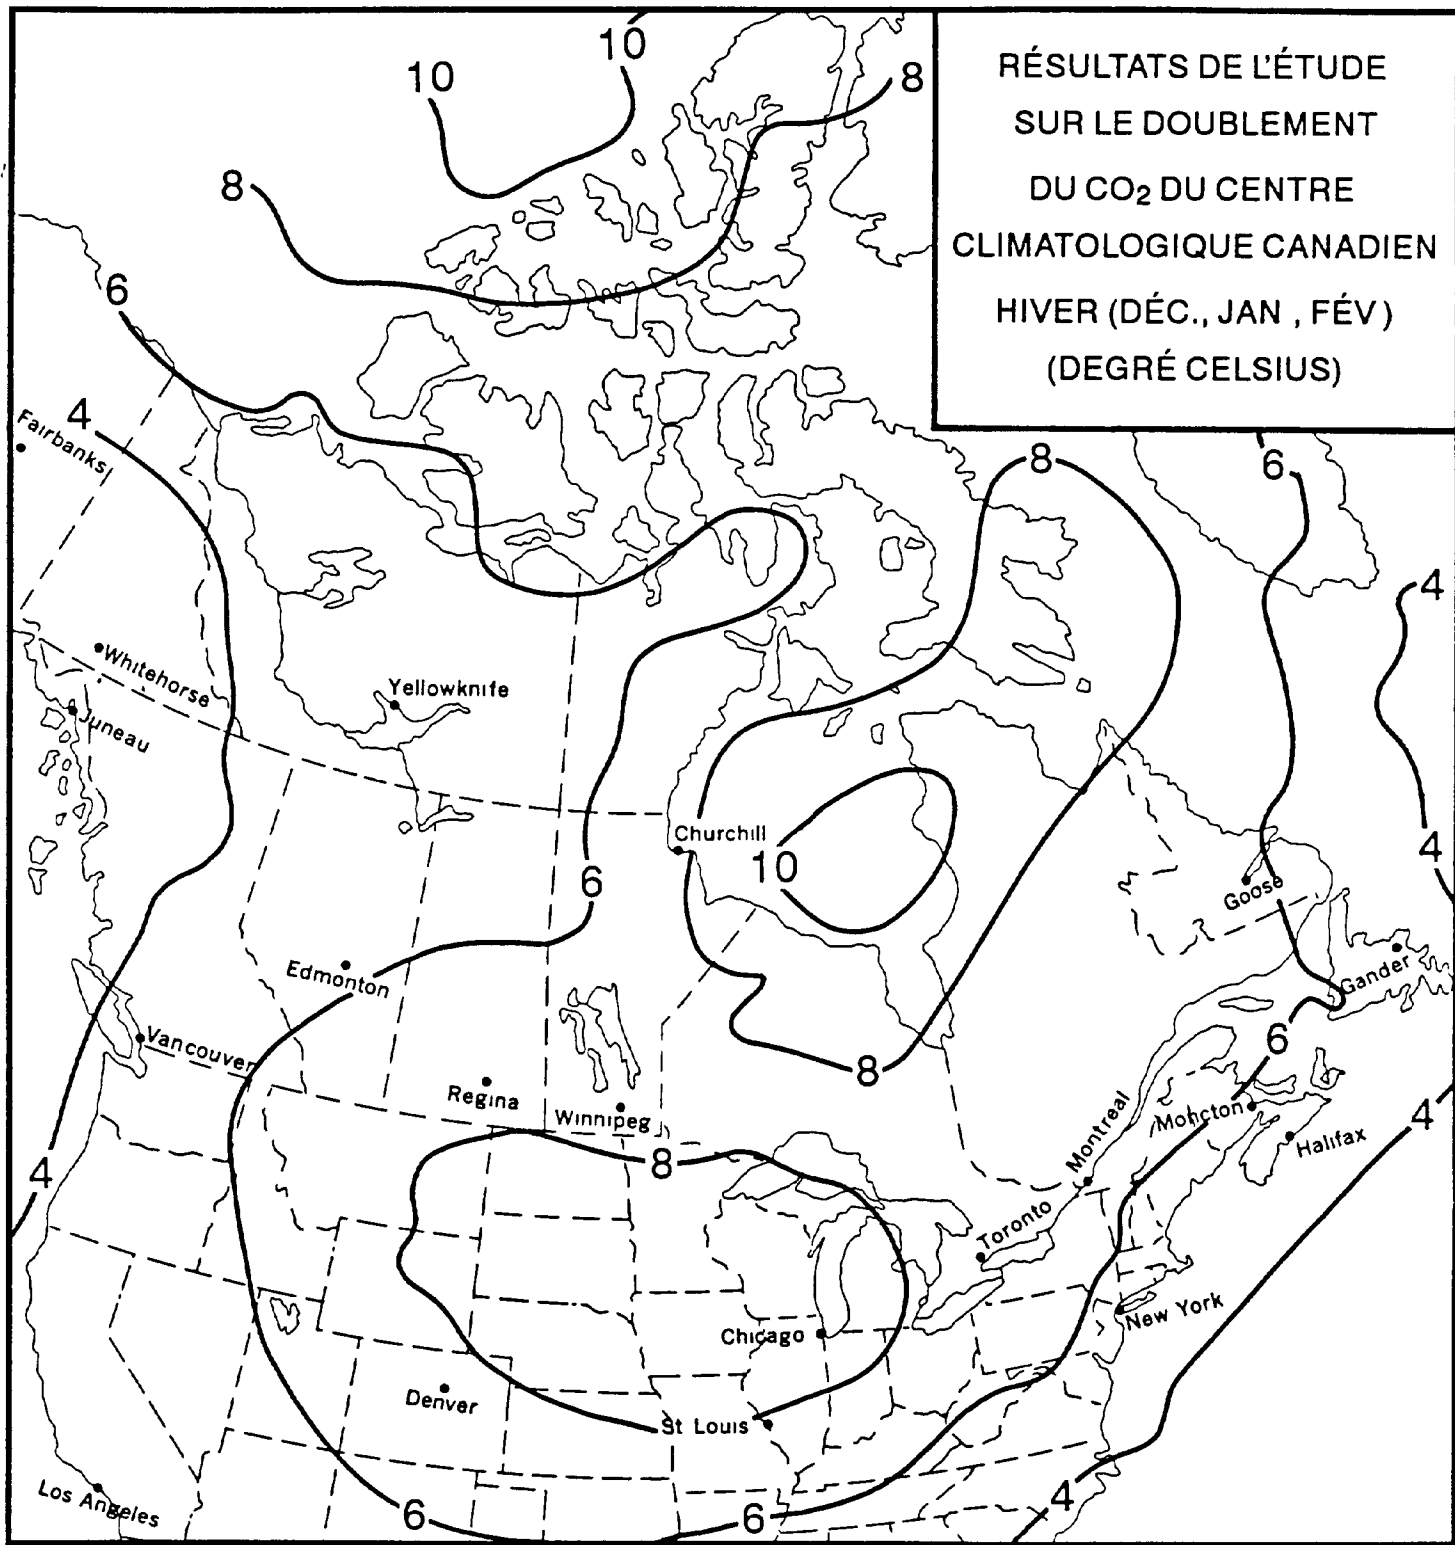 RÉSULTATS DE L'ÉTUDE
SUR LE DOUBLEMENT
DU CO2 DU CENTRE
CLIMATOLOGIQUE CANADIEN
HIVER (DÉC., JAN , FÉV )
(DEGRÉ CELSIUS)
10
10
8
8
6
4
Fairbanks
8
6
4
Whitehorse
Juneau
Yellowknife
Churchill
10
6
4
Goose
Gander
Edmonton
Vancouver
Regina
Winnipeg
8
6
Moncton
Halifax
4
Montreal
Toronto
4
8
New York
Chicago
Denver
St Louis
Los Angeles
6
6
4